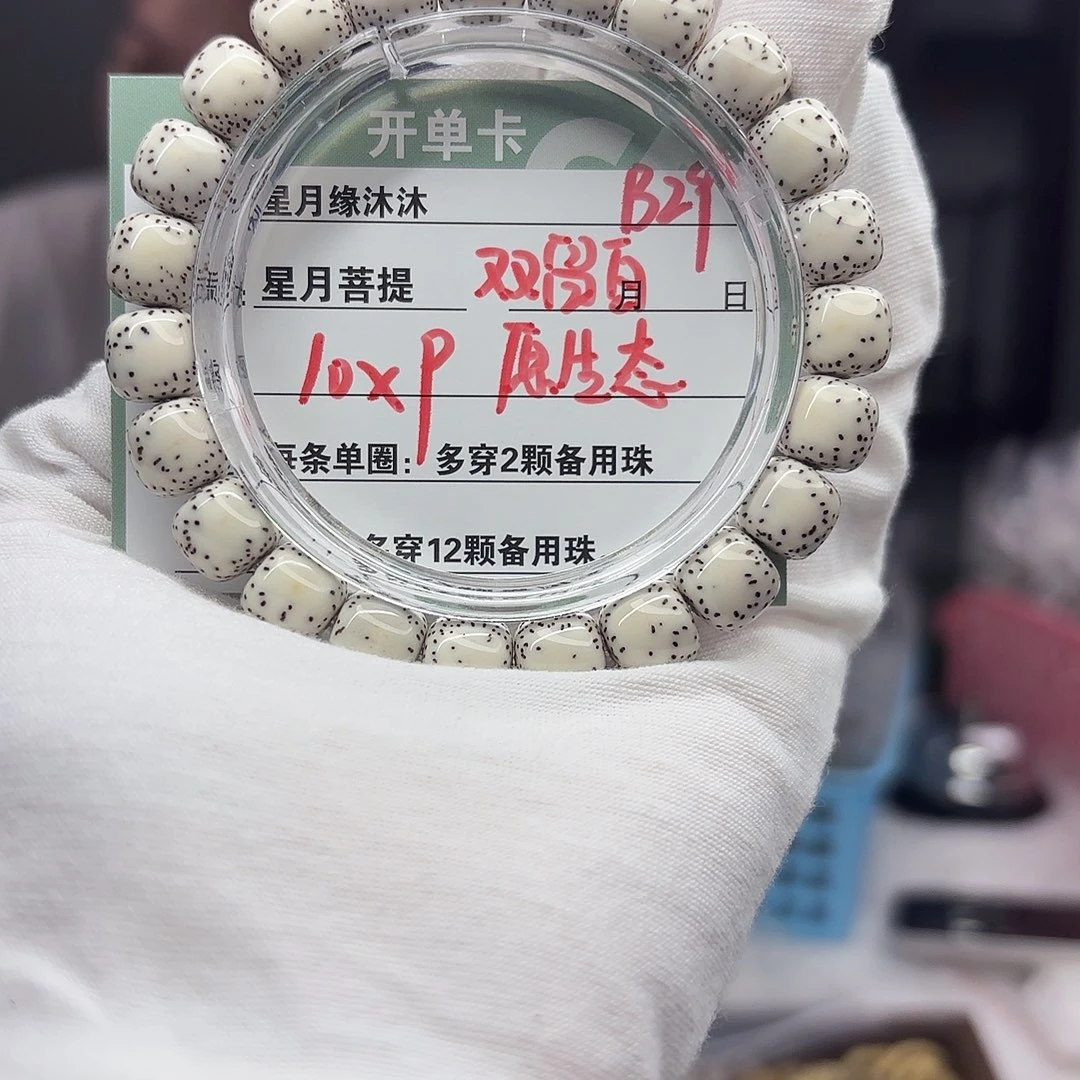 开单卡
星月缘沐沐 B29
星月菩提 双 月 日
10xP 原生态
每条单圈：多穿2颗备用珠
多穿12颗备用珠